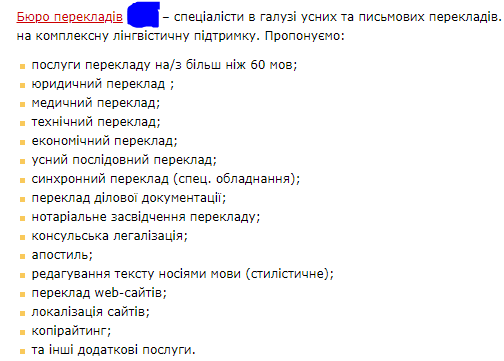 Бюро перекладів – спеціалісти в галузі усних та письмових перекладів.
на комплексну лінгвістичну підтримку. Пропонуємо:
послуги перекладу на/з більш ніж 60 мов;
юридичний переклад ;
медичний переклад;
технічний переклад;
економічний переклад;
усний послідовний переклад;
синхронний переклад (спец. обладнання);
переклад ділової документації;
нотаріальне засвідчення перекладу;
консульська легалізація;
апостиль;
редагування тексту носіями мови (стилістичне);
переклад web-сайтів;
локалізація сайтів;
копірайтинг;
та інші додаткові послуги.